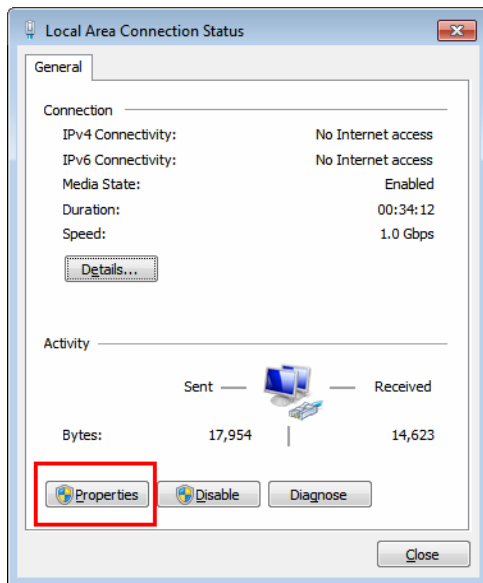 Local Area Connection Status
General
Connection
IPv4 Connectivity: No Internet access
IPv6 Connectivity: No Internet access
Media State: Enabled
Duration: 00:34:12
Speed: 1.0 Gbps
Details...
Activity
Sent Received
Bytes: 17,954 14,623
Properties Disable Diagnose
Close